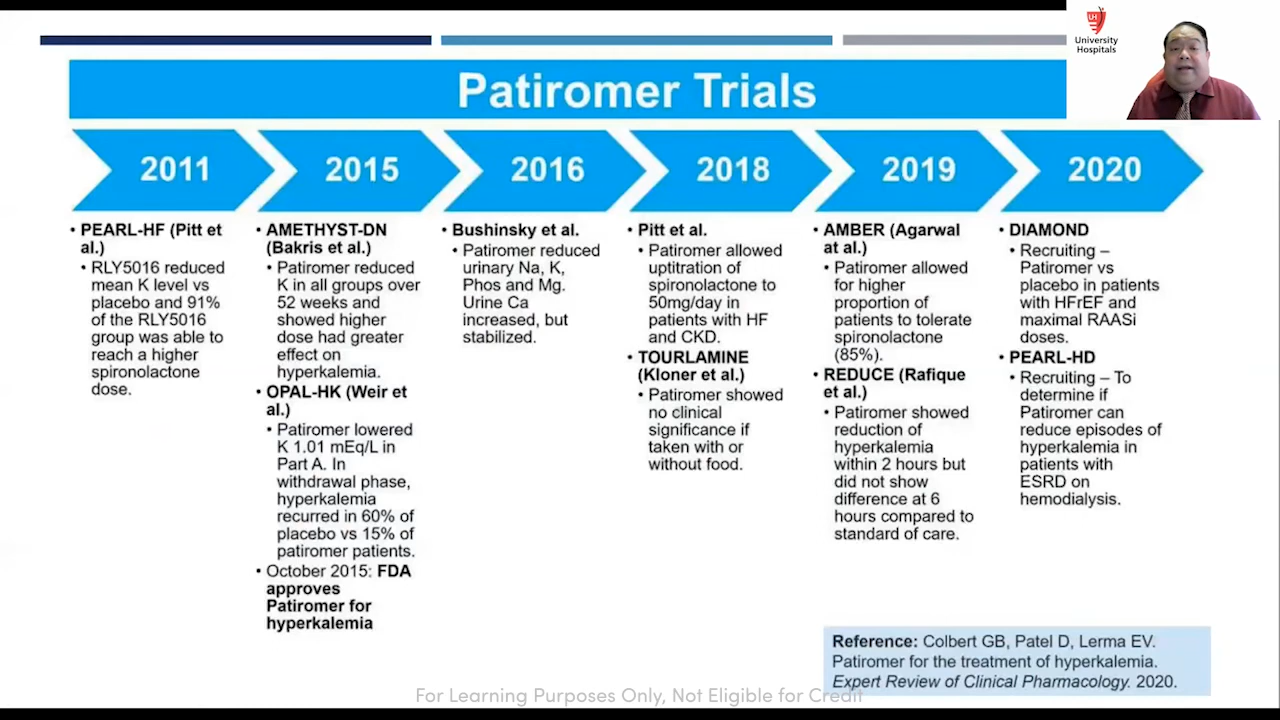 University
Hospitals
Patiromer Trials
2011
• PEARL-HF (Pitt et
al.)
• RLY5016 reduced
mean K level vs
placebo and 91%
of the RLY5016
group was able to
reach a higher
spironolactone
dose.
2015
• AMETHYST-DN
(Bakris et al.)
• Patiromer reduced
K in all groups over
52 weeks and
showed higher
dose had greater
effect on
hyperkalemia.
• OPAL-HK (Weir et
al.)
• Patiromer lowered
K 1.01 mEq/L in
Part A. In
withdrawal phase,
hyperkalemia
recurred in 60% of
placebo vs 15% of
patiromer patients.
• October 2015: FDA
approves
Patiromer for
hyperkalemia
2016
• Bushinsky et al.
• Patiromer reduced
urinary Na, K,
Phos and Mg.
Urine Ca
increased, but
stabilized.
2018
• Pitt et al.
• Patiromer allowed
uptitration of
spironolactone to
50mg/day in
patients with HF
and CKD.
• TOURLAMINE
(Kloner et al.)
• Patiromer showed
no clinical
significance if
taken with or
without food.
2019
• AMBER (Agarwal
at al.)
• Patiromer allowed
for higher
proportion of
patients to tolerate
spironolactone
(85%).
• REDUCE (Rafique
et al.)
• Patiromer showed
reduction of
hyperkalemia
within 2 hours but
did not show
difference at 6
hours compared to
standard of care.
2020
• DIAMOND
• Recruiting –
Patiromer vs
placebo in patients
with HFrEF and
maximal RAASi
doses.
• PEARL-HD
• Recruiting – To
determine if
Patiromer can
reduce episodes of
hyperkalemia in
patients with
ESRD on
hemodialysis.
Reference: Colbert GB, Patel D, Lerma EV.
Patiromer for the treatment of hyperkalemia.
Expert Review of Clinical Pharmacology. 2020.
For Learning Purposes Only, Not Eligible for Credit